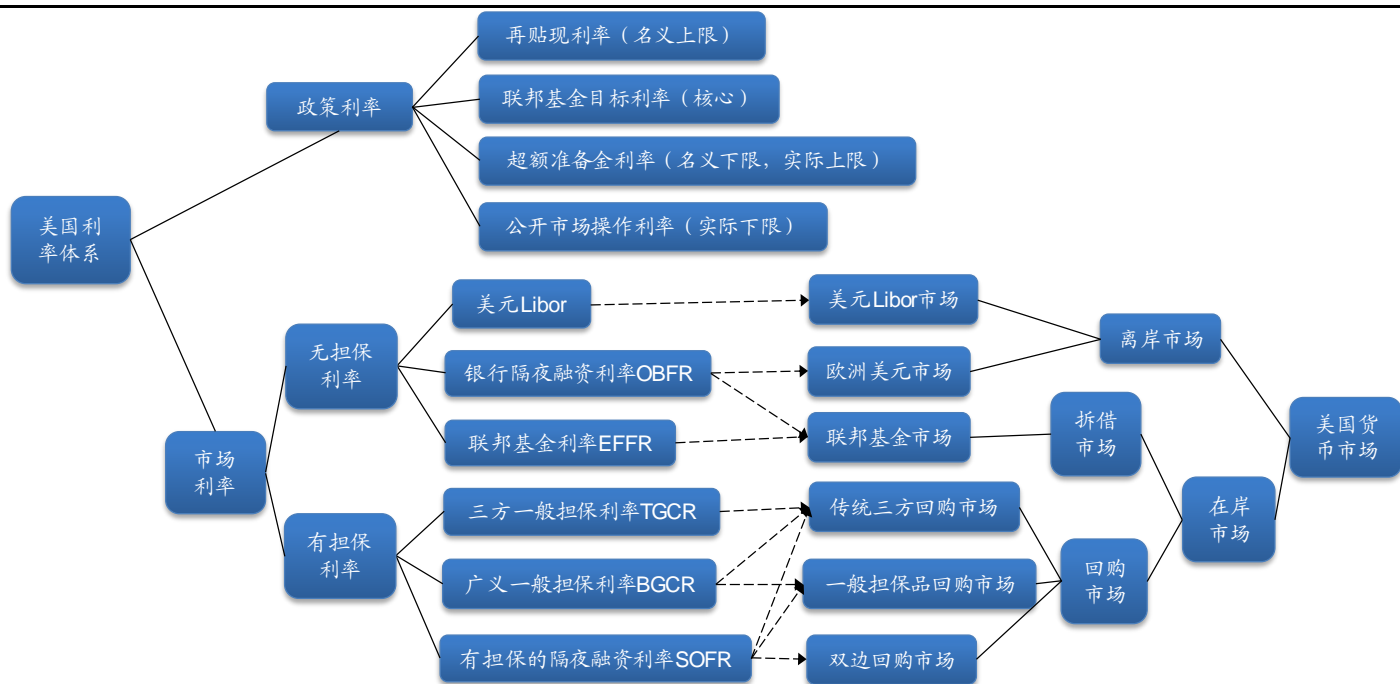 再贴现利率（名义上限）
政策利率
联邦基金目标利率（核心）
超额准备金利率（名义下限，实际上限）
美国利
率体系
公开市场操作利率（实际下限）
美元Libor
美元Libor市场
无担保
利率
离岸市场
银行隔夜融资利率OBFR
欧洲美元市场
联邦基金利率EFFR
联邦基金市场
拆借
市场
美国货
币市场
市场
利率
三方一般担保利率TGCR
传统三方回购市场
在岸
市场
有担保
利率
广义一般担保利率BGCR
一般担保品回购市场
回购
市场
有担保的隔夜融资利率SOFR
双边回购市场